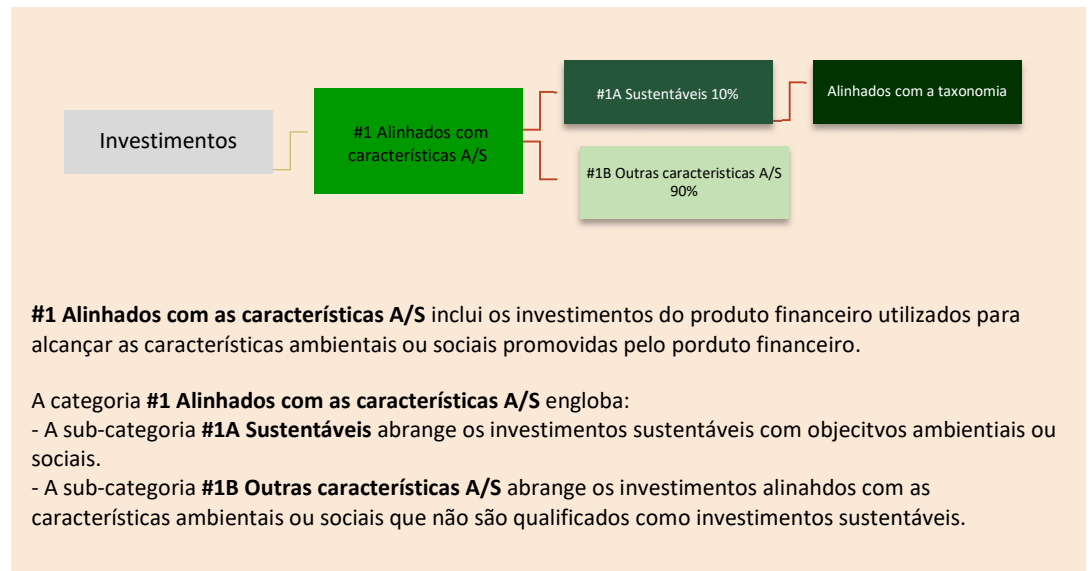 Investimentos
#1 Alinhados com
características A/S
#1A Sustentáveis 10%
Alinhados com a taxonomia
#1B Outras caracteristicas A/S
90%
#1 Alinhados com as características A/S inclui os investimentos do produto financeiro utilizados para
alcançar as características ambientais ou sociais promovidas pelo porduto financeiro.
A categoria #1 Alinhados com as características A/S engloba:
- A sub-categoria #1A Sustentáveis abrange os investimentos sustentáveis com objecitvos ambientiais ou
sociais.
- A sub-categoria #1B Outras características A/S abrange os investimentos alinahdos com as
características ambientais ou sociais que não são qualificados como investimentos sustentáveis.